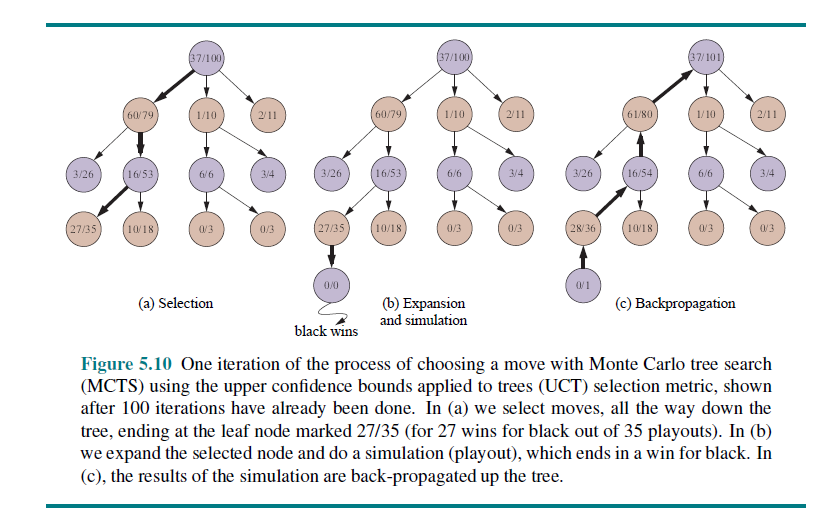 37/100 37/100 37/101
60/79 1/10 2/11 60/79 1/10 2/11 61/80 1/10 2/11
3/26 16/53 6/6 3/4 3/26 16/53 6/6 3/4 3/26 16/54 6/6 3/4
27/35 10/18 0/3 0/3 27/35 10/18 0/3 0/3 28/36 10/18 0/3 0/3
0/0 0/1
(a) Selection (b) Expansion (c) Backpropagation
and simulation
black wins
Figure 5.10 One iteration of the process of choosing a move with Monte Carlo tree search
(MCTS) using the upper confidence bounds applied to trees (UCT) selection metric, shown
after 100 iterations have already been done. In (a) we select moves, all the way down the
tree, ending at the leaf node marked 27/35 (for 27 wins for black out of 35 playouts). In (b)
we expand the selected node and do a simulation (playout), which ends in a win for black. In
(c), the results of the simulation are back-propagated up the tree.